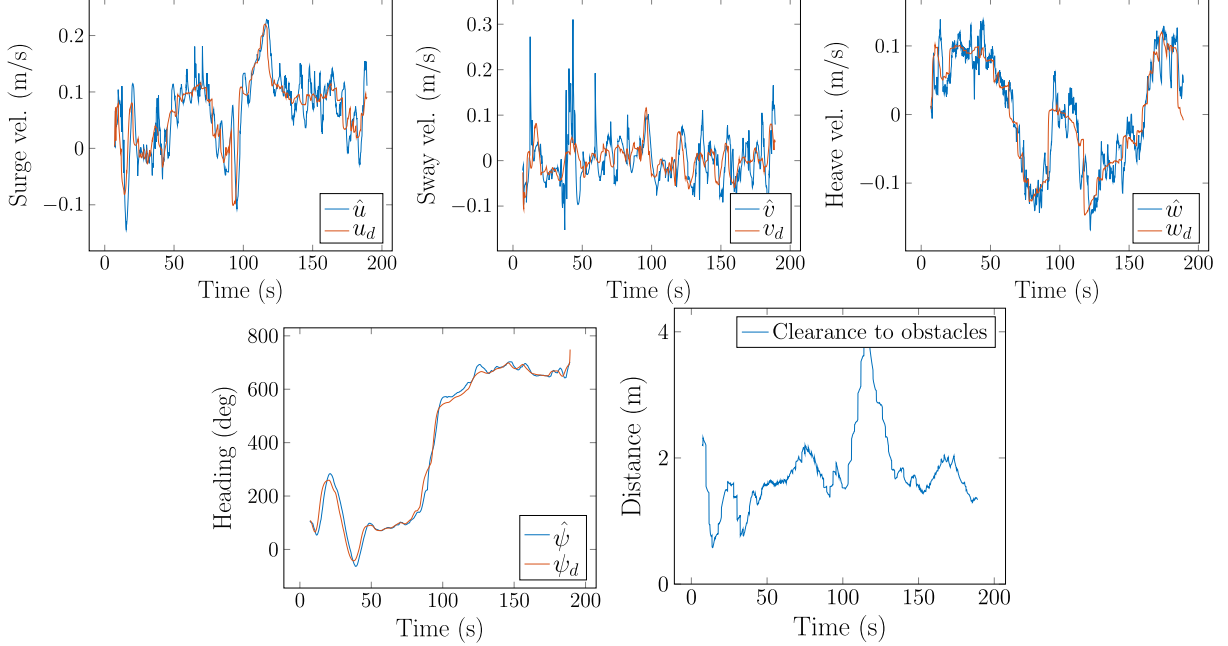 Surge vel. (m/s)
0.2
0.1
0
−0.1
0 50 100 150 200
Time (s)
û
u_d
Sway vel. (m/s)
0.3
0.2
0.1
0
−0.1
0 50 100 150 200
Time (s)
v̂
v_d
Heave vel. (m/s)
0.1
0
−0.1
0 50 100 150 200
Time (s)
ŵ
w_d
Heading (deg)
800
600
400
200
0
0 50 100 150 200
Time (s)
ψ̂
ψ_d
Distance (m)
4
2
0
0 50 100 150 200
Time (s)
Clearance to obstacles